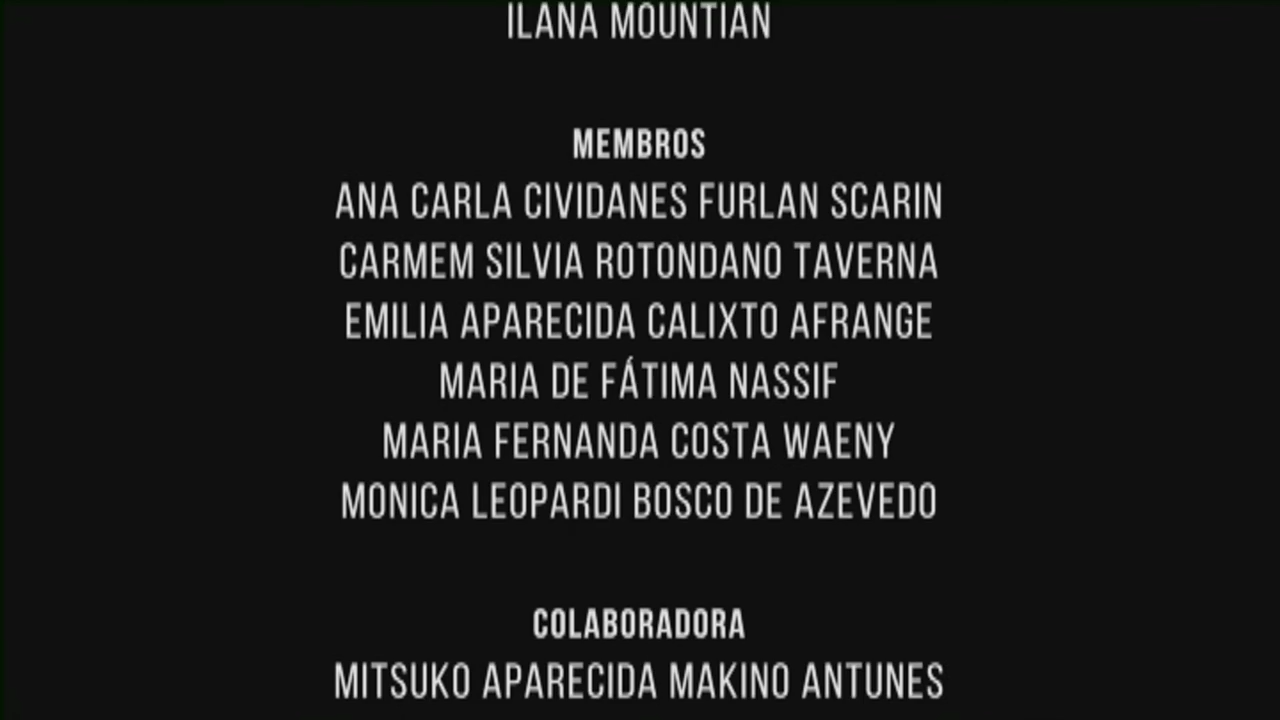 ILANA MOUNTIAN
MEMBROS
ANA CARLA CIVIDANES FURLAN SCARIN
CARMEM SILVIA ROTONDANO TAVERNA
EMILIA APARECIDA CALIXTO AFRANGE
MARIA DE FÁTIMA NASSIF
MARIA FERNANDA COSTA WAENY
MONICA LEOPARDI BOSCO DE AZEVEDO
COLABORADORA
MITSUKO APARECIDA MAKINO ANTUNES